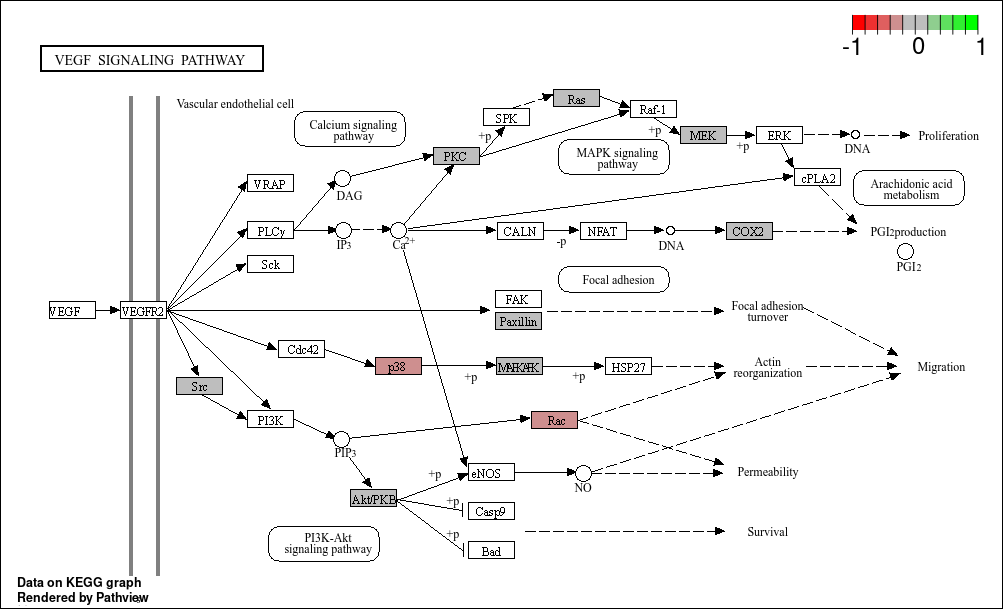 -1 0 1
VEGF SIGNALING PATHWAY
Vascular endothelial cell
Calcium signaling
pathway
SPK
Ras
Raf-1
+p
+p
PKC
MAPK signaling
pathway
MEK
+p
ERK
DNA
Proliferation
VRAP
DAG
cPLA2
Arachidonic acid
metabolism
PLCγ
IP3
Ca2+
CALN
-p
NFAT
DNA
COX2
PGI2production
PGI2
Sck
Focal adhesion
VEGF
VEGFR2
FAK
Paxillin
Focal adhesion
turnover
Cdc42
p38
+p
MAPKAPK
+p
HSP27
Actin
reorganization
Migration
Src
PI3K
PIP3
Rac
Akt/PKB
+p
eNOS
NO
Permeability
+p
Casp9
+p
Bad
Survival
PI3K-Akt
signaling pathway
Data on KEGG graph
Rendered by Pathview